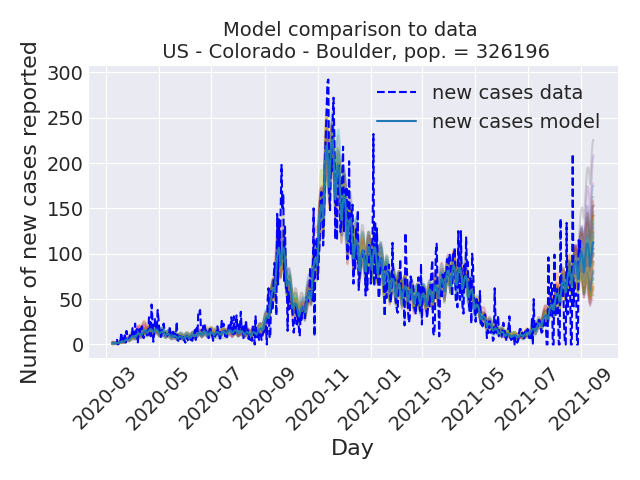 Model comparison to data
US - Colorado - Boulder, pop. = 326196
Number of new cases reported
300
250
200
150
100
50
0
new cases data
new cases model
2020-03
2020-05
2020-07
2020-09
2020-11
2021-01
2021-03
2021-05
2021-07
2021-09
Day